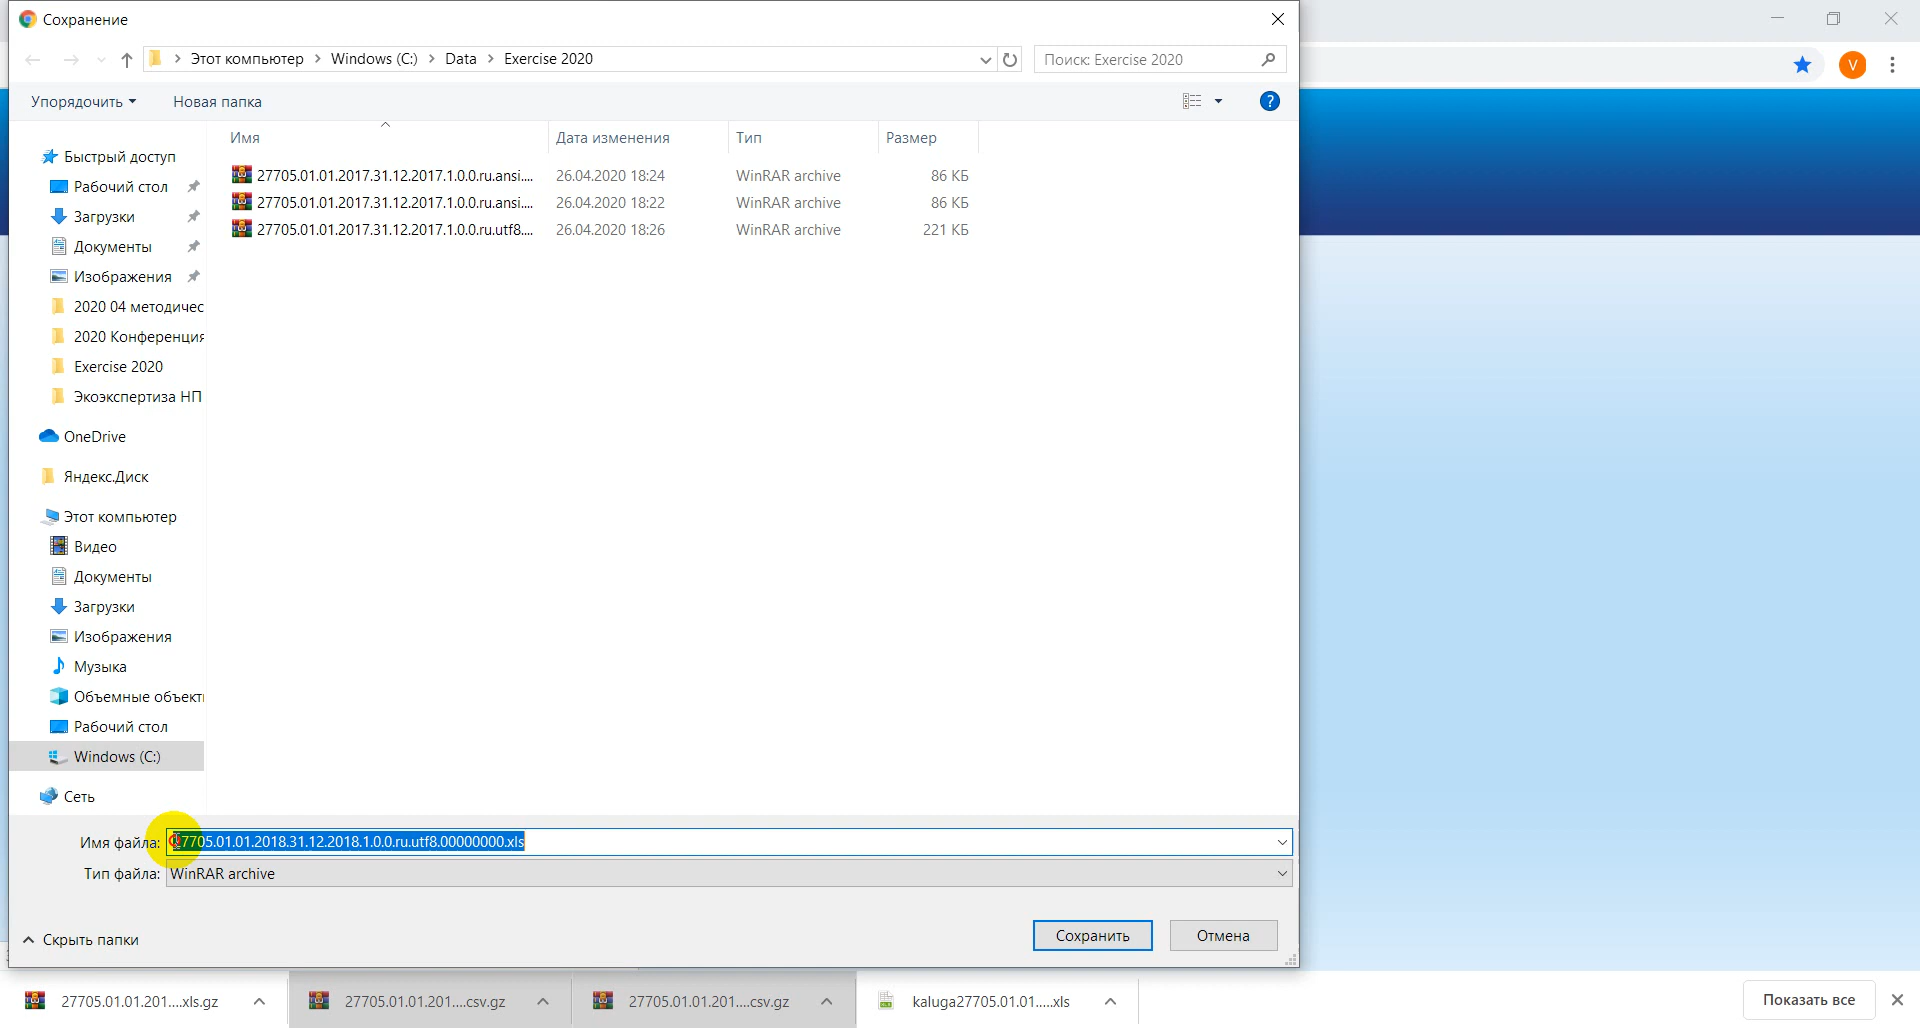 Сохранение
Этот компьютер > Windows (C:) > Data > Exercise 2020
Поиск: Exercise 2020
V
Упорядочить
Новая папка
?
Имя
Дата изменения
Тип
Размер
27705.01.01.2017.31.12.2017.1.0.0.ru.ansi.... 26.04.2020 18:24 WinRAR archive 86 КБ
27705.01.01.2017.31.12.2017.1.0.0.ru.ansi.... 26.04.2020 18:22 WinRAR archive 86 КБ
27705.01.01.2017.31.12.2017.1.0.0.ru.utf8.... 26.04.2020 18:26 WinRAR archive 221 КБ
Быстрый доступ
Рабочий стол
Загрузки
Документы
Изображения
2020 04 методичес
2020 Конференция
Exercise 2020
Экоэкспертиза НП
OneDrive
Яндекс.Диск
Этот компьютер
Видео
Документы
Загрузки
Изображения
Музыка
Объемные объекты
Рабочий стол
Windows (C:)
Сеть
Имя файла: 27705.01.01.2018.31.12.2018.1.0.0.ru.utf8.00000000.xls
Тип файла: WinRAR archive
Скрыть папки
Сохранить
Отмена
27705.01.01.201....xls.gz
27705.01.01.201....csv.gz
27705.01.01.201....csv.gz
kaluga27705.01.01.....xls
Показать все